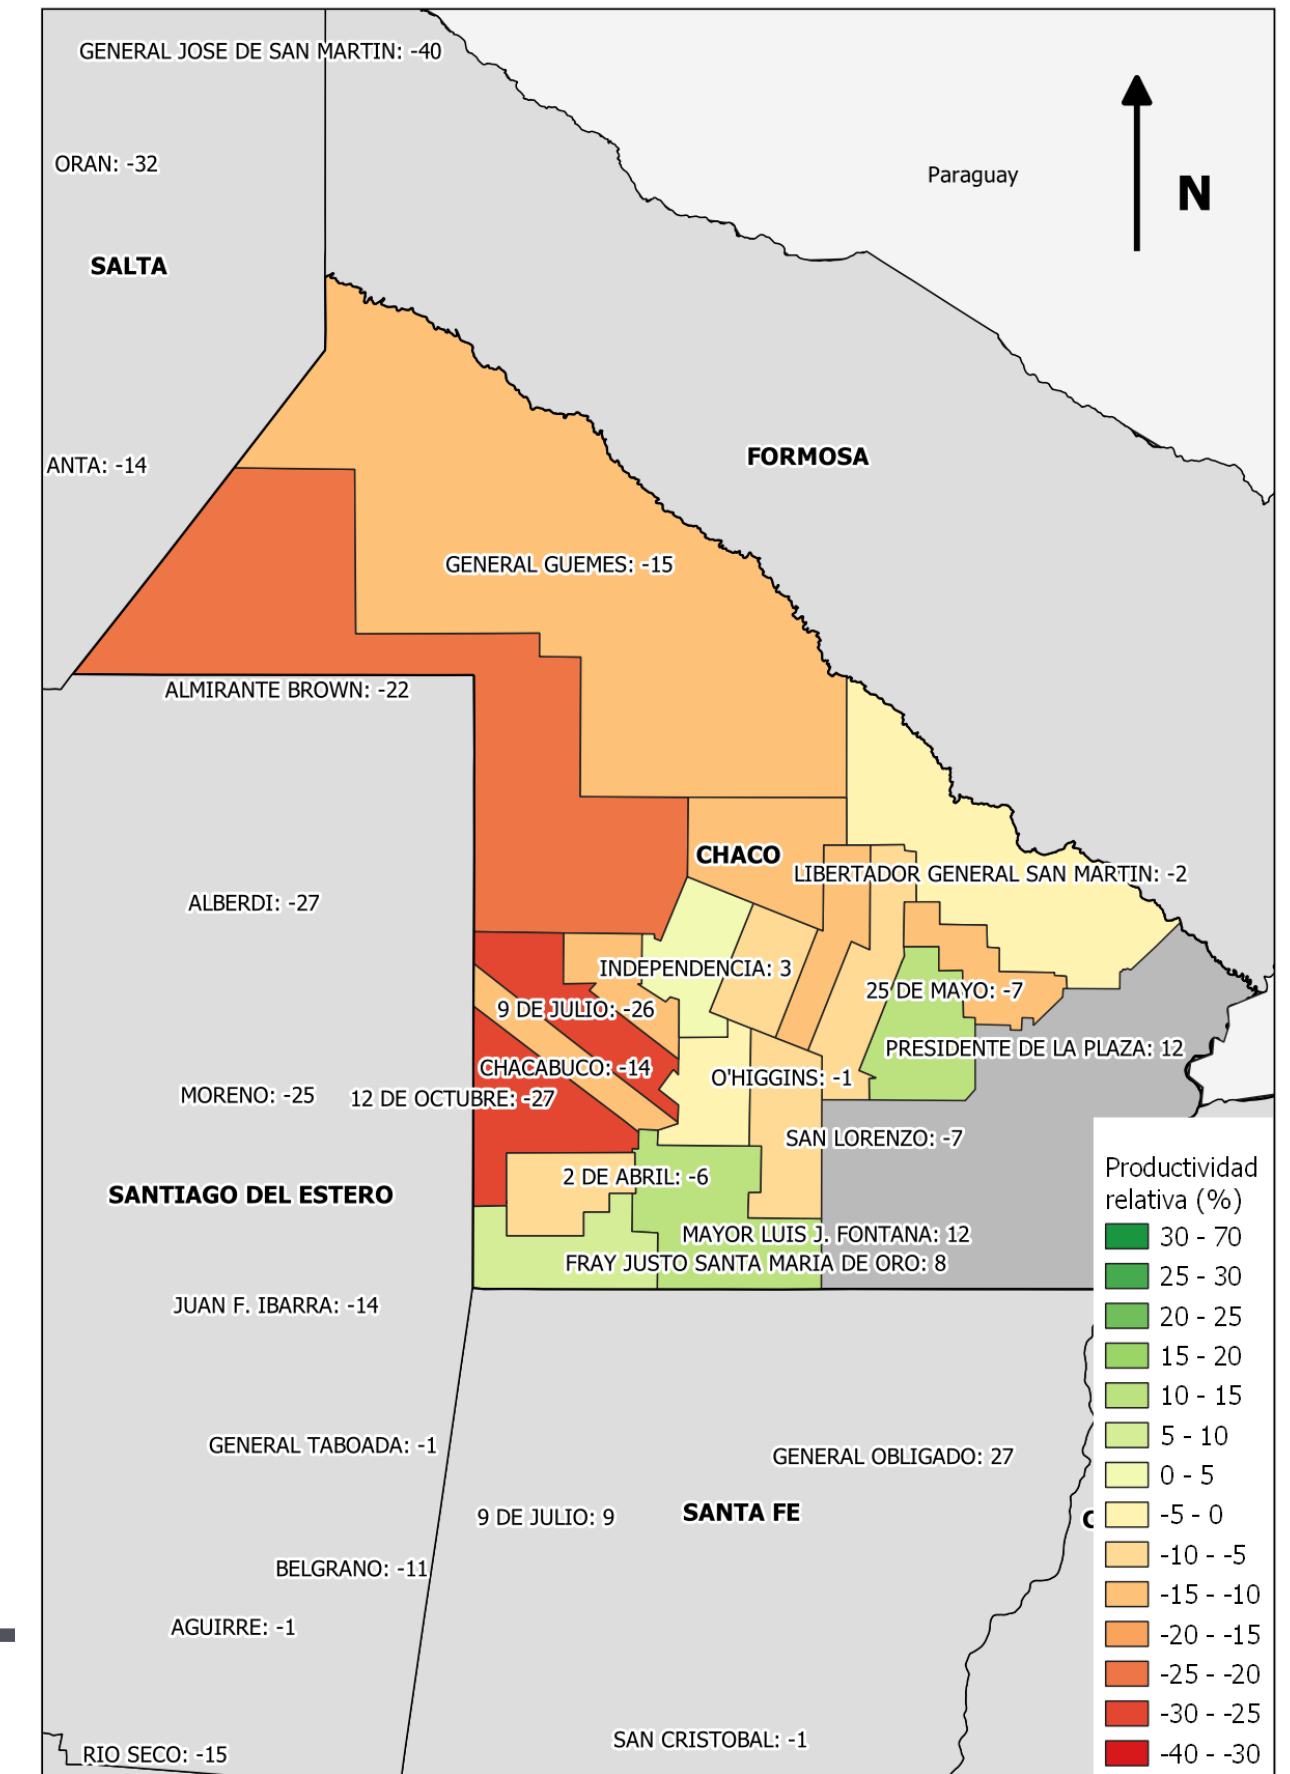 GENERAL JOSE DE SAN MARTIN: -40
ORAN: -32
Paraguay
N
SALTA
FORMOSA
ANTA: -14
GENERAL GUEMES: -15
ALMIRANTE BROWN: -22
CHACO
LIBERTADOR GENERAL SAN MARTIN: -2
ALBERDI: -27
INDEPENDENCIA: 3
25 DE MAYO: -7
9 DE JULIO: -26
PRESIDENTE DE LA PLAZA: 12
CHACABUCO: -14
O'HIGGINS: -1
MORENO: -25
12 DE OCTUBRE: -27
SAN LORENZO: -7
2 DE ABRIL: -6
SANTIAGO DEL ESTERO
MAYOR LUIS J. FONTANA: 12
FRAY JUSTO SANTA MARIA DE ORO: 8
JUAN F. IBARRA: -14
GENERAL TABOADA: -1
GENERAL OBLIGADO: 27
9 DE JULIO: 9
SANTA FE
BELGRANO: -11
AGUIRRE: -1
SAN CRISTOBAL: -1
RIO SECO: -15
Productividad
relativa (%)
30 - 70
25 - 30
20 - 25
15 - 20
10 - 15
5 - 10
0 - 5
-5 - 0
-10 - -5
-15 - -10
-20 - -15
-25 - -20
-30 - -25
-40 - -30